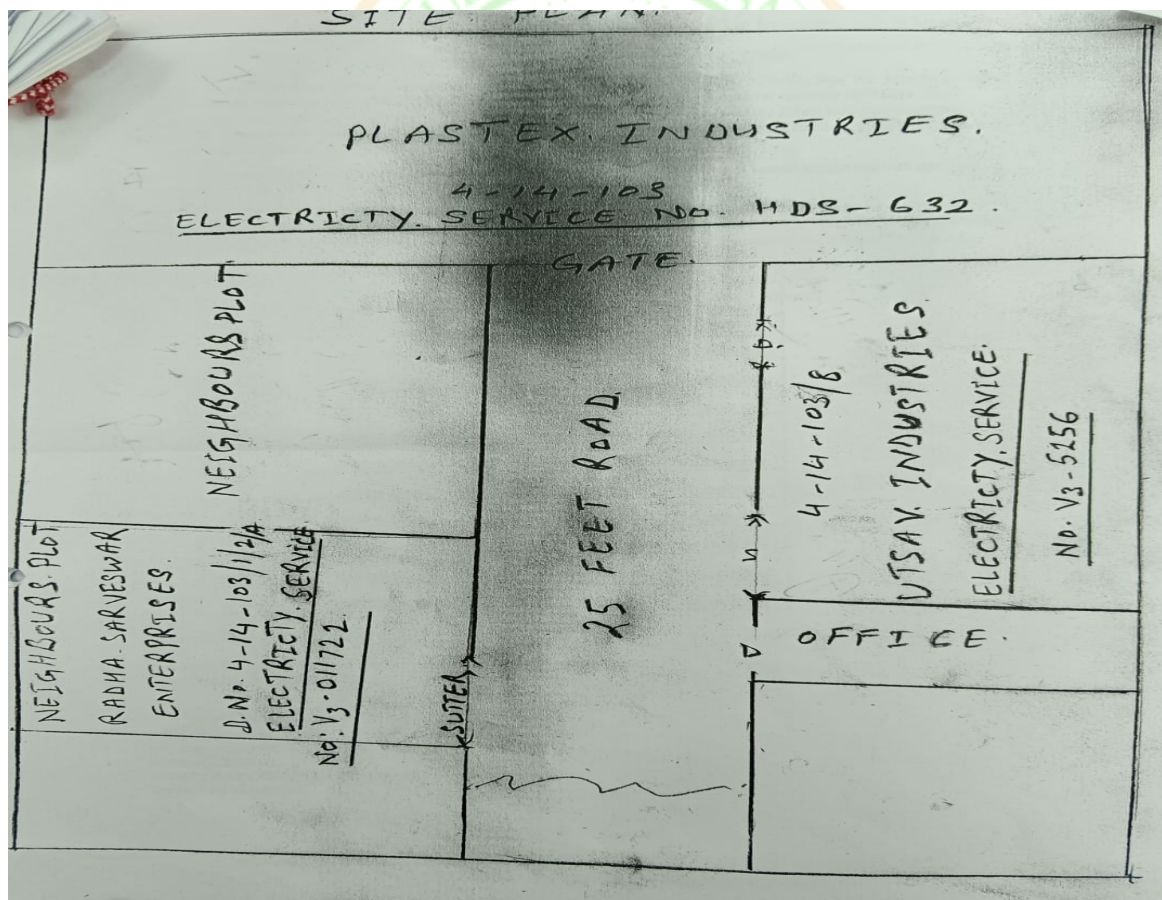 SITE PLAN.
PLASTEX. INDUSTRIES.
4-14-103
ELECTRICTY. SERVICE NO. HDS-632.
GATE.
NEIGHBOURS PLOT
NEIGHBOURS. PLOT
RADHA. SARVESWAR
ENTERPRISES.
D.No. 4-14-103/1/2/A
ELECTRICTY. SERVICE
No: V3-011722
SUTER
25 FEET ROAD.
4-14-103/8
UTSAV. INDUSTRIES.
ELECTRICTY. SERVICE.
No. V3-5256
OFFICE.